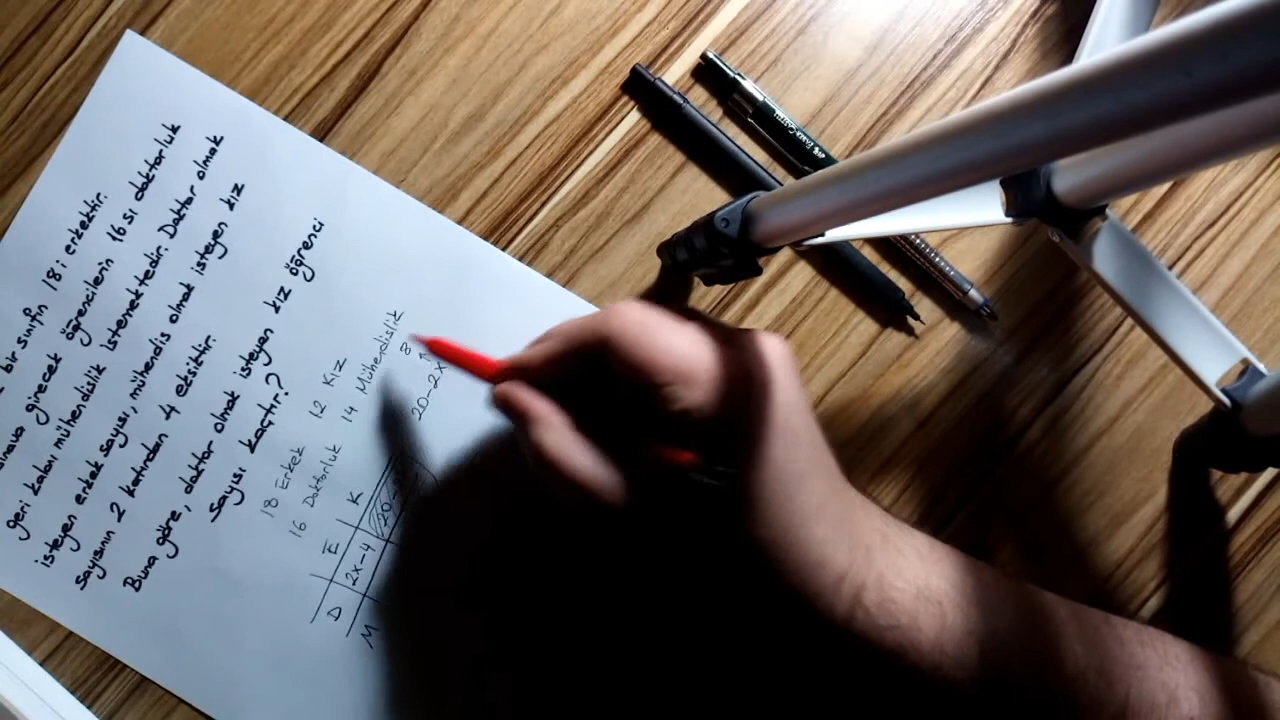 bir sınıfın 18'i erkektir.
sınava girecek öğrencilerin 16sı doktorluk
geri kalanı mühendislik istemektedir. Doktor olmak
isteyen erkek sayısı, mühendis olmak isteyen kız
sayısının 2 katından 4 eksiktir.
Buna göre, doktor olmak isteyen kız öğrenci
sayısı kaçtır?
18 Erkek 12 Kız
16 Doktorluk 14 Mühendislik
E K 8
D 2x-4 20-
20-2x
M